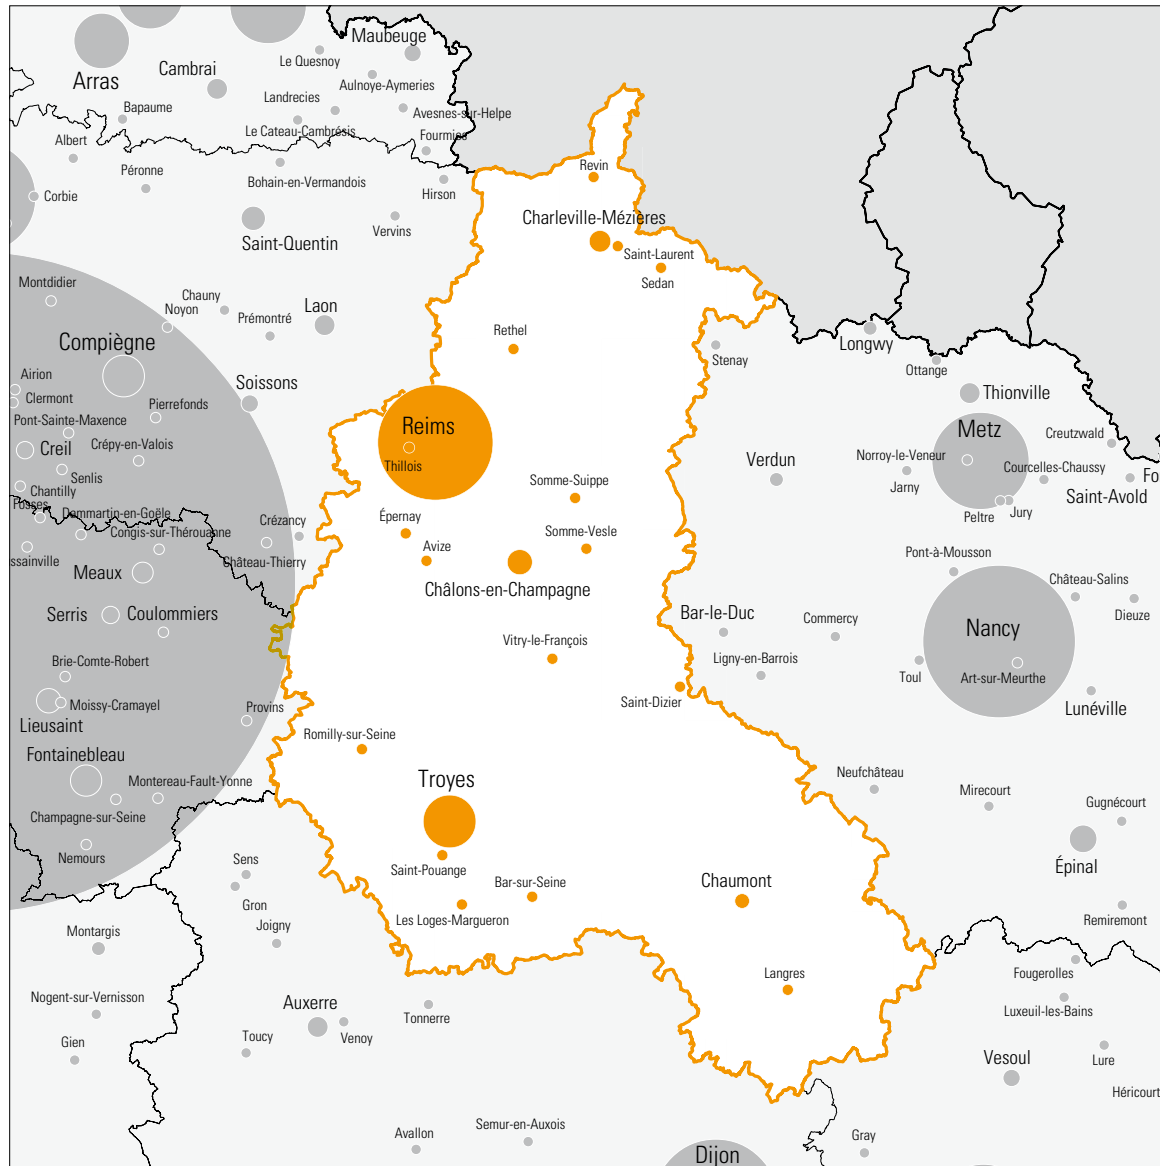 Maubeuge
Le Quesnoy
Cambrai
Arras
Aulnoye-Aymeries
Landrecies
Bapaume
Avesnes-sur-Helpe
Le Cateau-Cambrésis
Fourmies
Albert
Péronne
Revin
Bohain-en-Vermandois
Hirson
Corbie
Charleville-Mézières
Vervins
Saint-Quentin
Saint-Laurent
Sedan
Montdidier
Chauny
Noyon
Laon
Prémontré
Rethel
Longwy
Compiègne
Stenay
Ottange
Airion
Soissons
Thionville
Clermont
Pierrefonds
Pont-Sainte-Maxence
Reims
Metz
Creutzwald
Crépy-en-Valois
Creil
Verdun
Norroy-le-Veneur
Thillois
Courcelles-Chaussy
Fo
Senlis
Somme-Suippe
Jarny
Saint-Avold
Chantilly
Fosses
Dommartin-en-Goële
Crézancy
Épernay
Peltre
Jury
Congis-sur-Thérouanne
Somme-Vesle
Avize
Pont-à-Mousson
ssainville
Château-Thierry
Meaux
Châlons-en-Champagne
Château-Salins
Serris
Coulommiers
Bar-le-Duc
Commercy
Dieuze
Nancy
Vitry-le-François
Brie-Comte-Robert
Ligny-en-Barrois
Toul
Art-sur-Meurthe
Moissy-Cramayel
Provins
Saint-Dizier
Lunéville
Lieusaint
Romilly-sur-Seine
Fontainebleau
Montereau-Fault-Yonne
Troyes
Neufchâteau
Mirecourt
Gugnécourt
Champagne-sur-Seine
Épinal
Nemours
Sens
Saint-Pouange
Bar-sur-Seine
Chaumont
Gron
Les Loges-Margueron
Remiremont
Joigny
Montargis
Langres
Fougerolles
Nogent-sur-Vernisson
Auxerre
Tonnerre
Luxeuil-les-Bains
Gien
Toucy
Venoy
Vesoul
Lure
Héricourt
Semur-en-Auxois
Avallon
Gray
Dijon